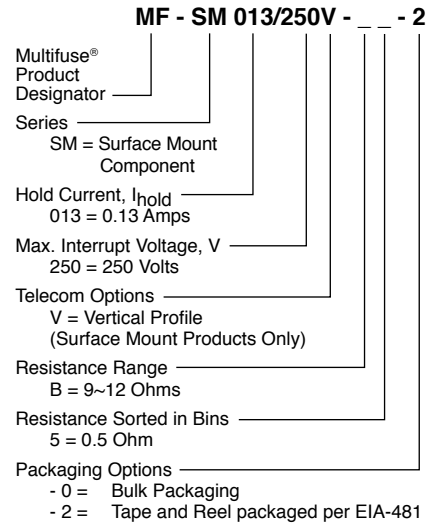 MF - SM 013/250V - _ _ - 2
Multifuse®
Product
Designator
Series
SM = Surface Mount
Component
Hold Current, Ihold
013 = 0.13 Amps
Max. Interrupt Voltage, V
250 = 250 Volts
Telecom Options
V = Vertical Profile
(Surface Mount Products Only)
Resistance Range
B = 9~12 Ohms
Resistance Sorted in Bins
5 = 0.5 Ohm
Packaging Options
- 0 = Bulk Packaging
- 2 = Tape and Reel packaged per EIA-481